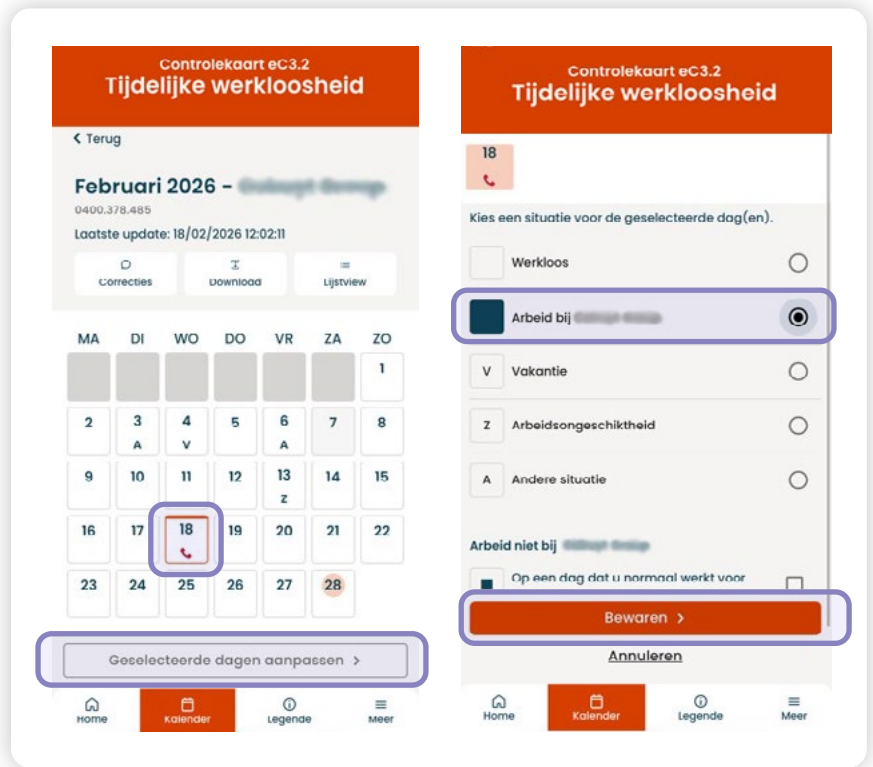 Controlekaart eC3.2
Tijdelijke werkloosheid
< Terug
Februari 2026 -
0400.378.485
Laatste update: 18/02/2026 12:02:11
Correcties Download Lijstview
MA DI WO DO VR ZA ZO
1
2 3 4 5 6 7 8
A V A
9 10 11 12 13 14 15
Z
16 17 18 19 20 21 22
23 24 25 26 27 28
Geselecteerde dagen aanpassen >
Home Kalender Legende Meer
Controlekaart eC3.2
Tijdelijke werkloosheid
18
Kies een situatie voor de geselecteerde dag(en).
Werkloos
Arbeid bij
V Vakantie
Z Arbeidsongeschiktheid
A Andere situatie
Arbeid niet bij
Op een dag dat u normaal werkt voor
Bewaren >
Annuleren
Home Kalender Legende Meer